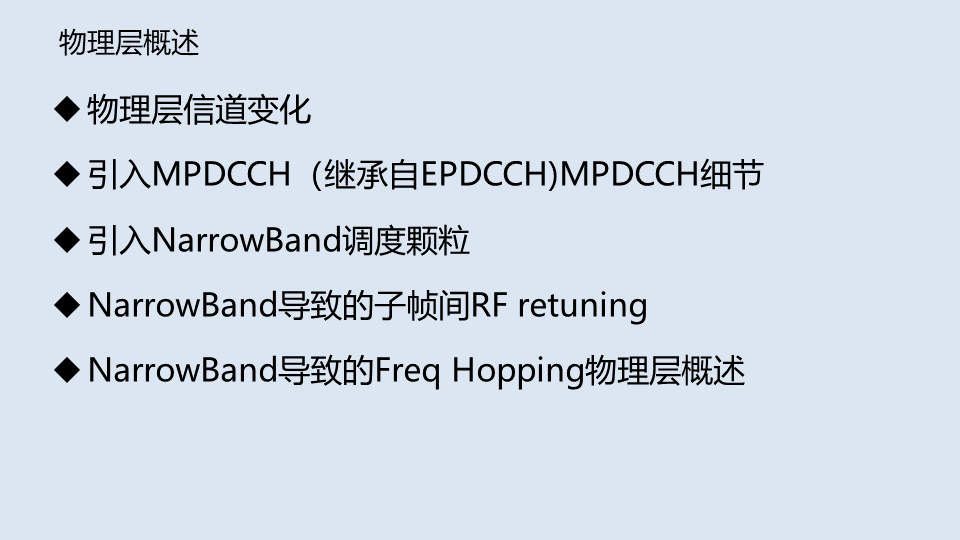 物理层概述
◆ 物理层信道变化
◆ 引入MPDCCH (继承自EPDCCH)MPDCCH细节
◆ 引入NarrowBand调度颗粒
◆ NarrowBand导致的子帧间RF retuning
◆ NarrowBand导致的Freq Hopping物理层概述